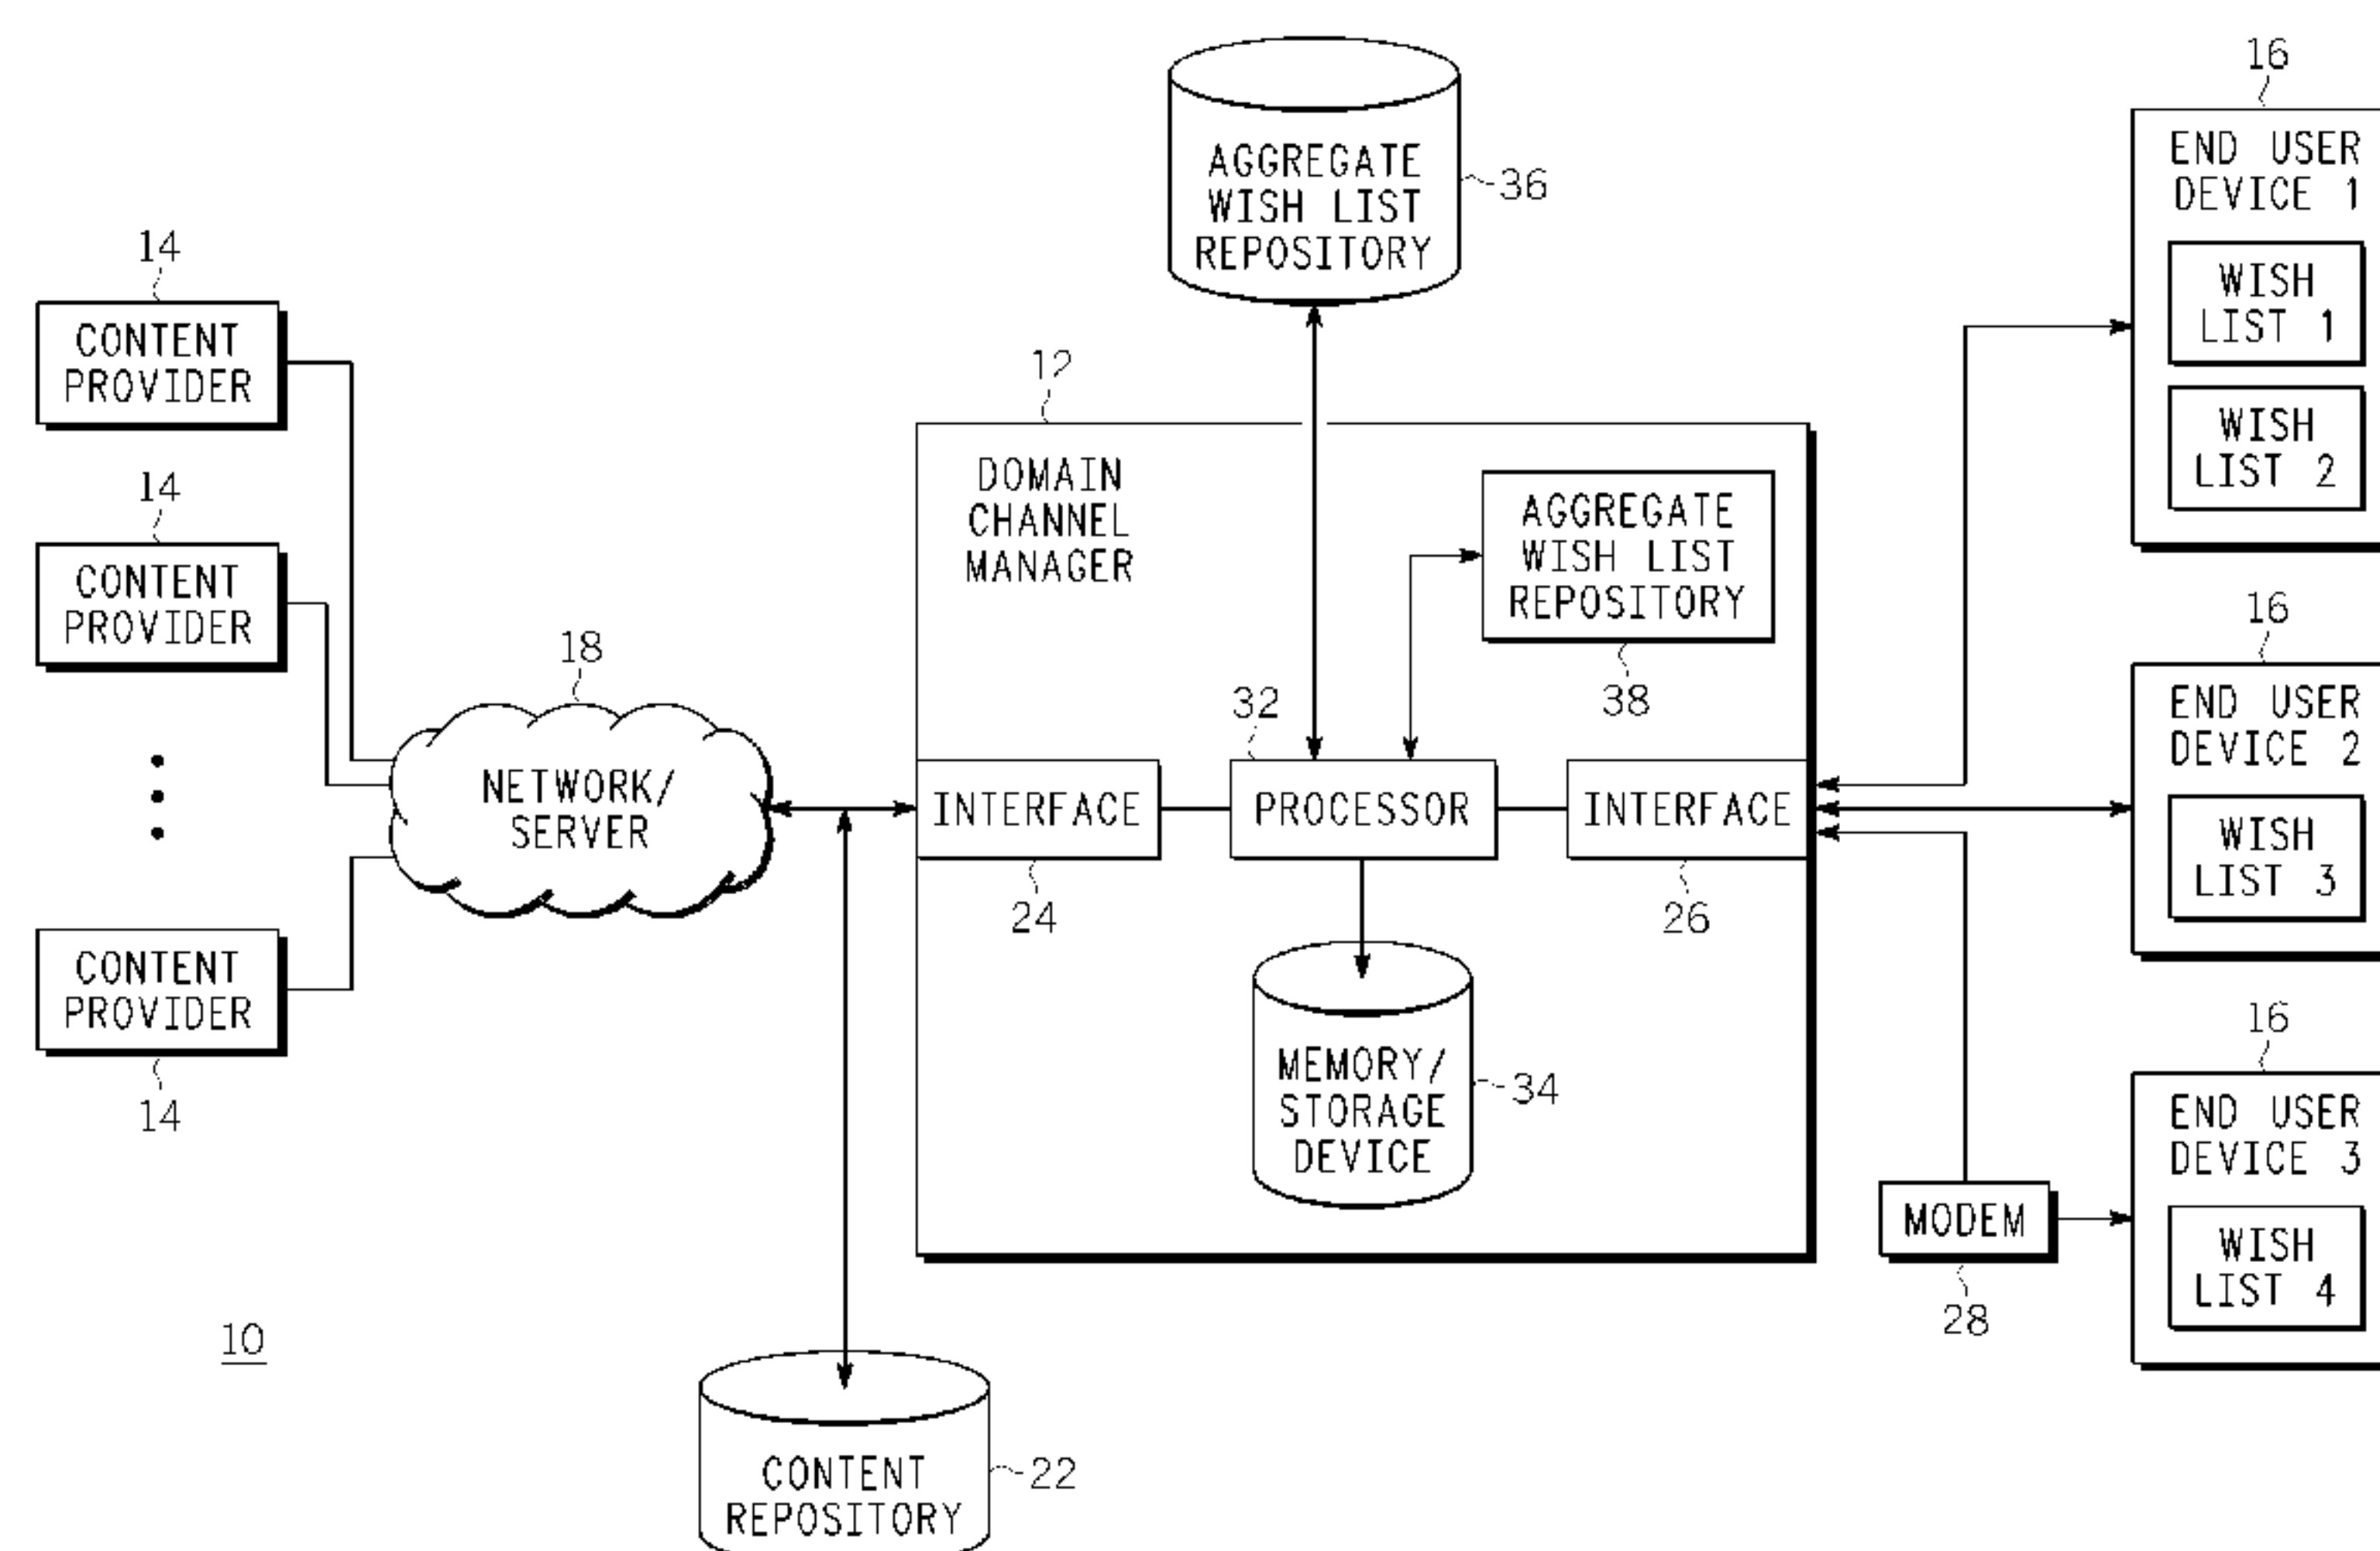 14
CONTENT
PROVIDER
14
CONTENT
PROVIDER
14
CONTENT
PROVIDER
18
NETWORK/
SERVER
10
CONTENT
REPOSITORY
22
AGGREGATE
WISH LIST
REPOSITORY
36
12
DOMAIN
CHANNEL
MANAGER
AGGREGATE
WISH LIST
REPOSITORY
38
32
INTERFACE
24
PROCESSOR
INTERFACE
26
MEMORY/
STORAGE
DEVICE
34
16
END USER
DEVICE 1
WISH
LIST 1
WISH
LIST 2
16
END USER
DEVICE 2
WISH
LIST 3
16
END USER
DEVICE 3
WISH
LIST 4
MODEM
28